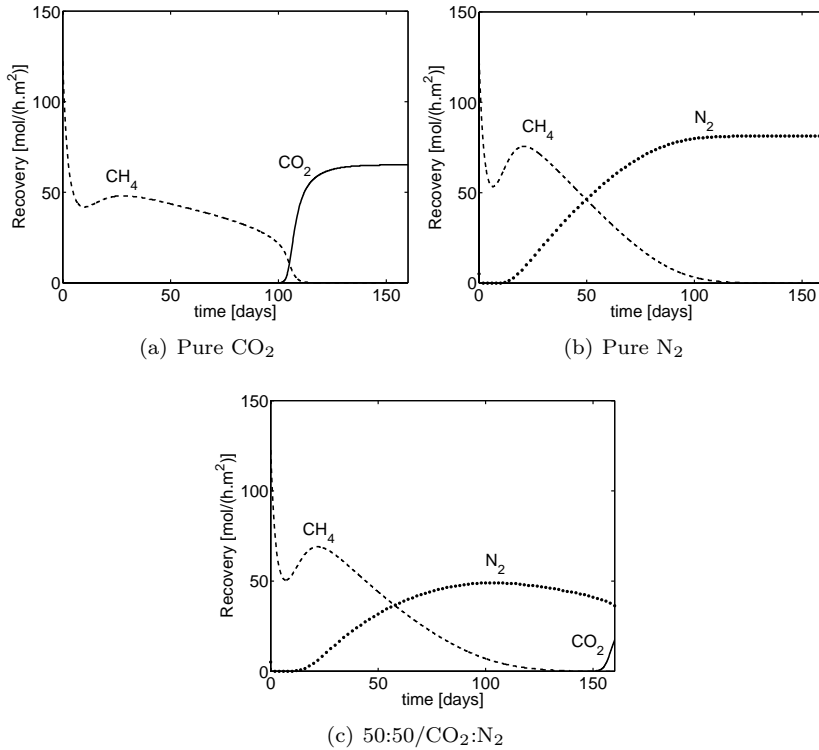 150
100
50
0
Recovery [mol/(h.m²)]
CH₄
CO₂
0 50 100 150
time [days]
(a) Pure CO₂
150
100
50
0
Recovery [mol/(h.m²)]
CH₄
N₂
0 50 100 150
time [days]
(b) Pure N₂
150
100
50
0
Recovery [mol/(h.m²)]
CH₄
N₂
CO₂
0 50 100 150
time [days]
(c) 50:50/CO₂:N₂